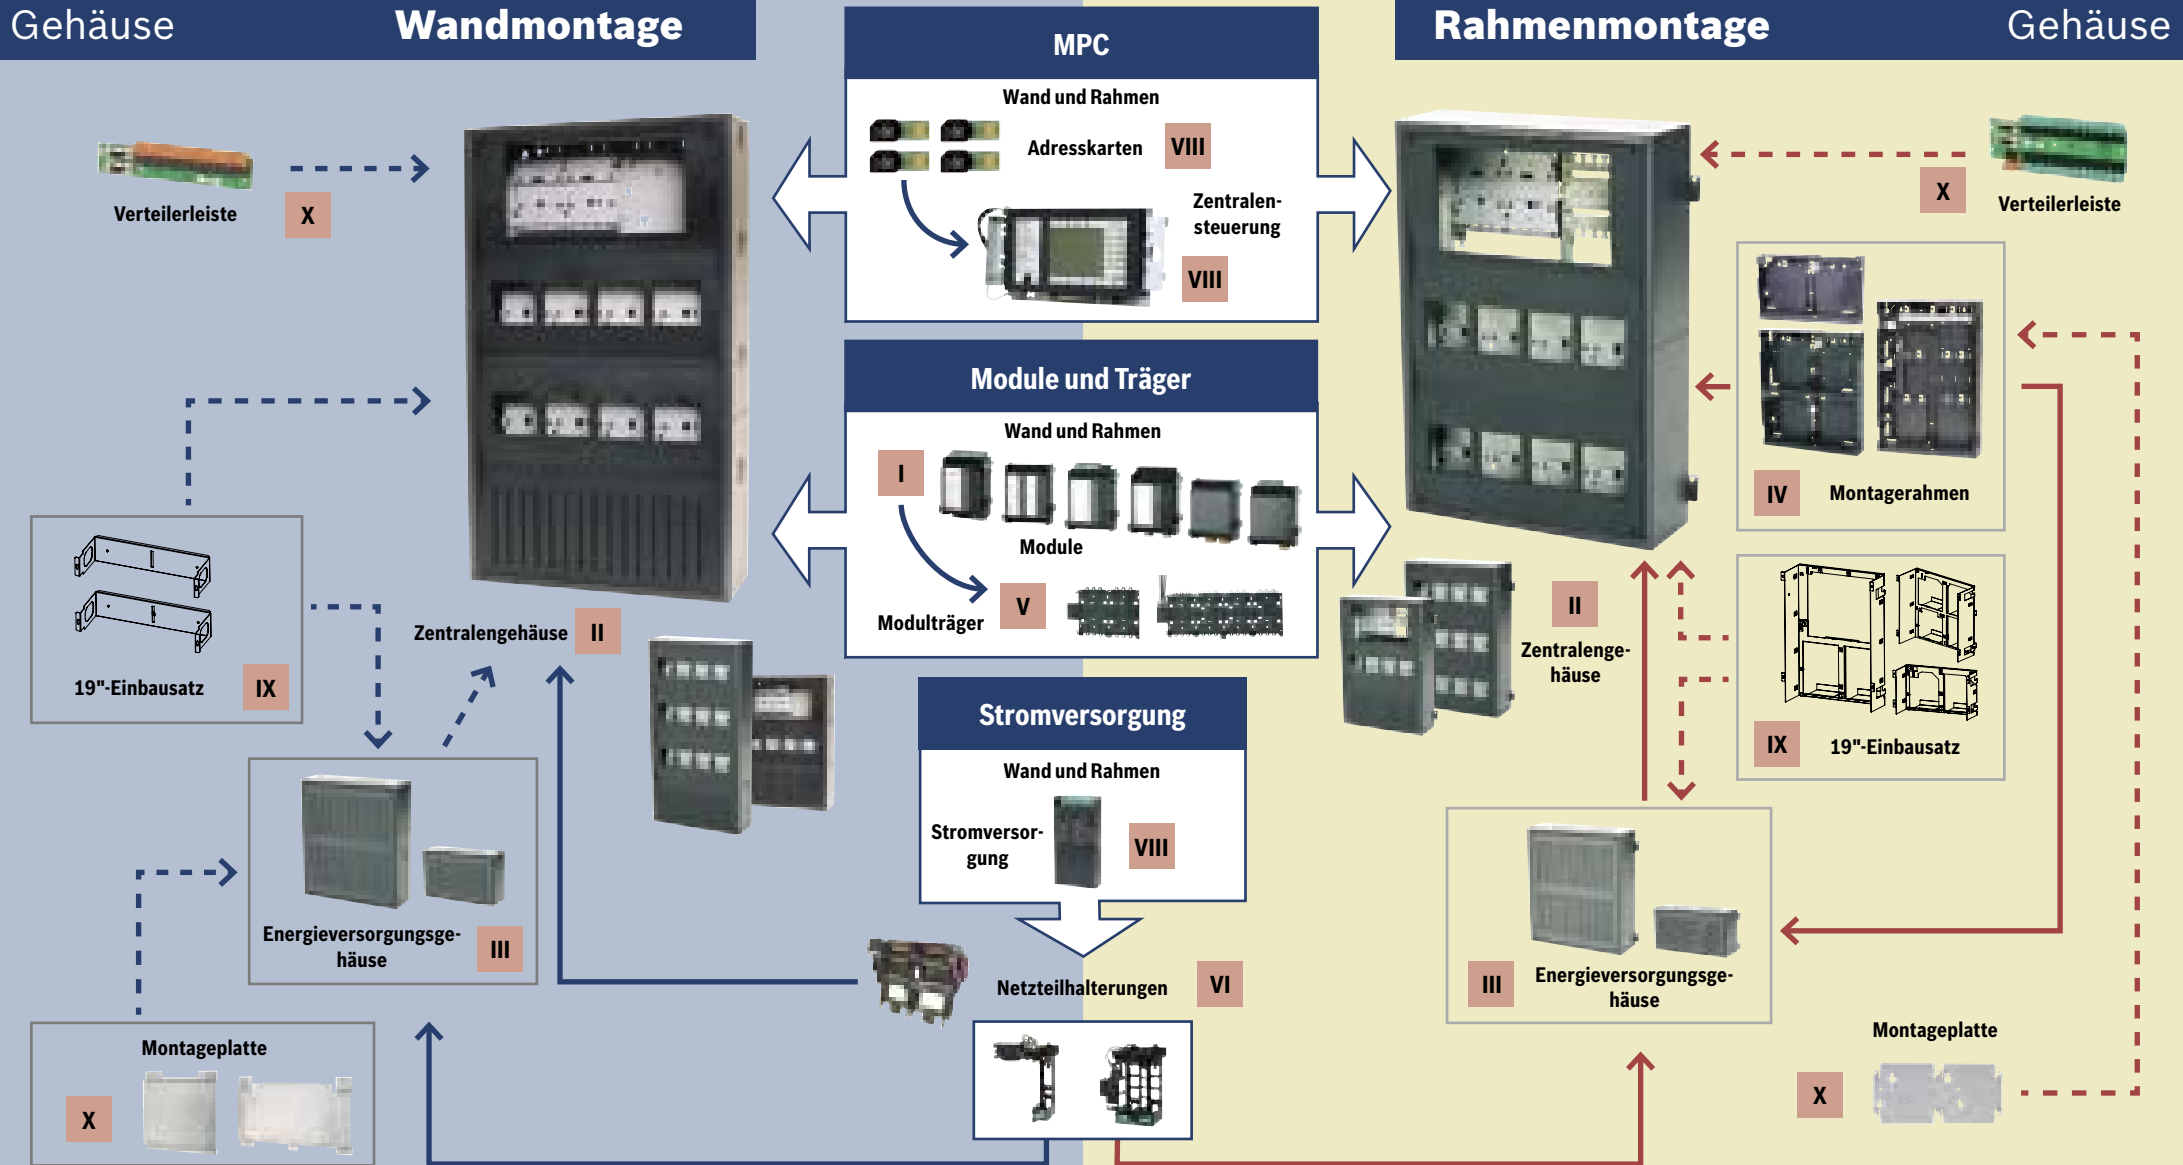 Gehäuse
Wandmontage
MPC
Rahmenmontage
Gehäuse
Wand und Rahmen
Adresskarten
VIII
Zentralen-
steuerung
VIII
Verteilerleiste
X
X
Verteilerleiste
Module und Träger
Wand und Rahmen
I
Module
Modulträger
V
IV
Montagerahmen
Zentralengehäuse
II
II
Zentralenge-
häuse
19"-Einbausatz
IX
IX
19"-Einbausatz
Stromversorgung
Wand und Rahmen
Stromversor-
gung
VIII
Energieversorgungsge-
häuse
III
Netzteilhalterungen
VI
III
Energieversorgungsge-
häuse
Montageplatte
X
Montageplatte
X